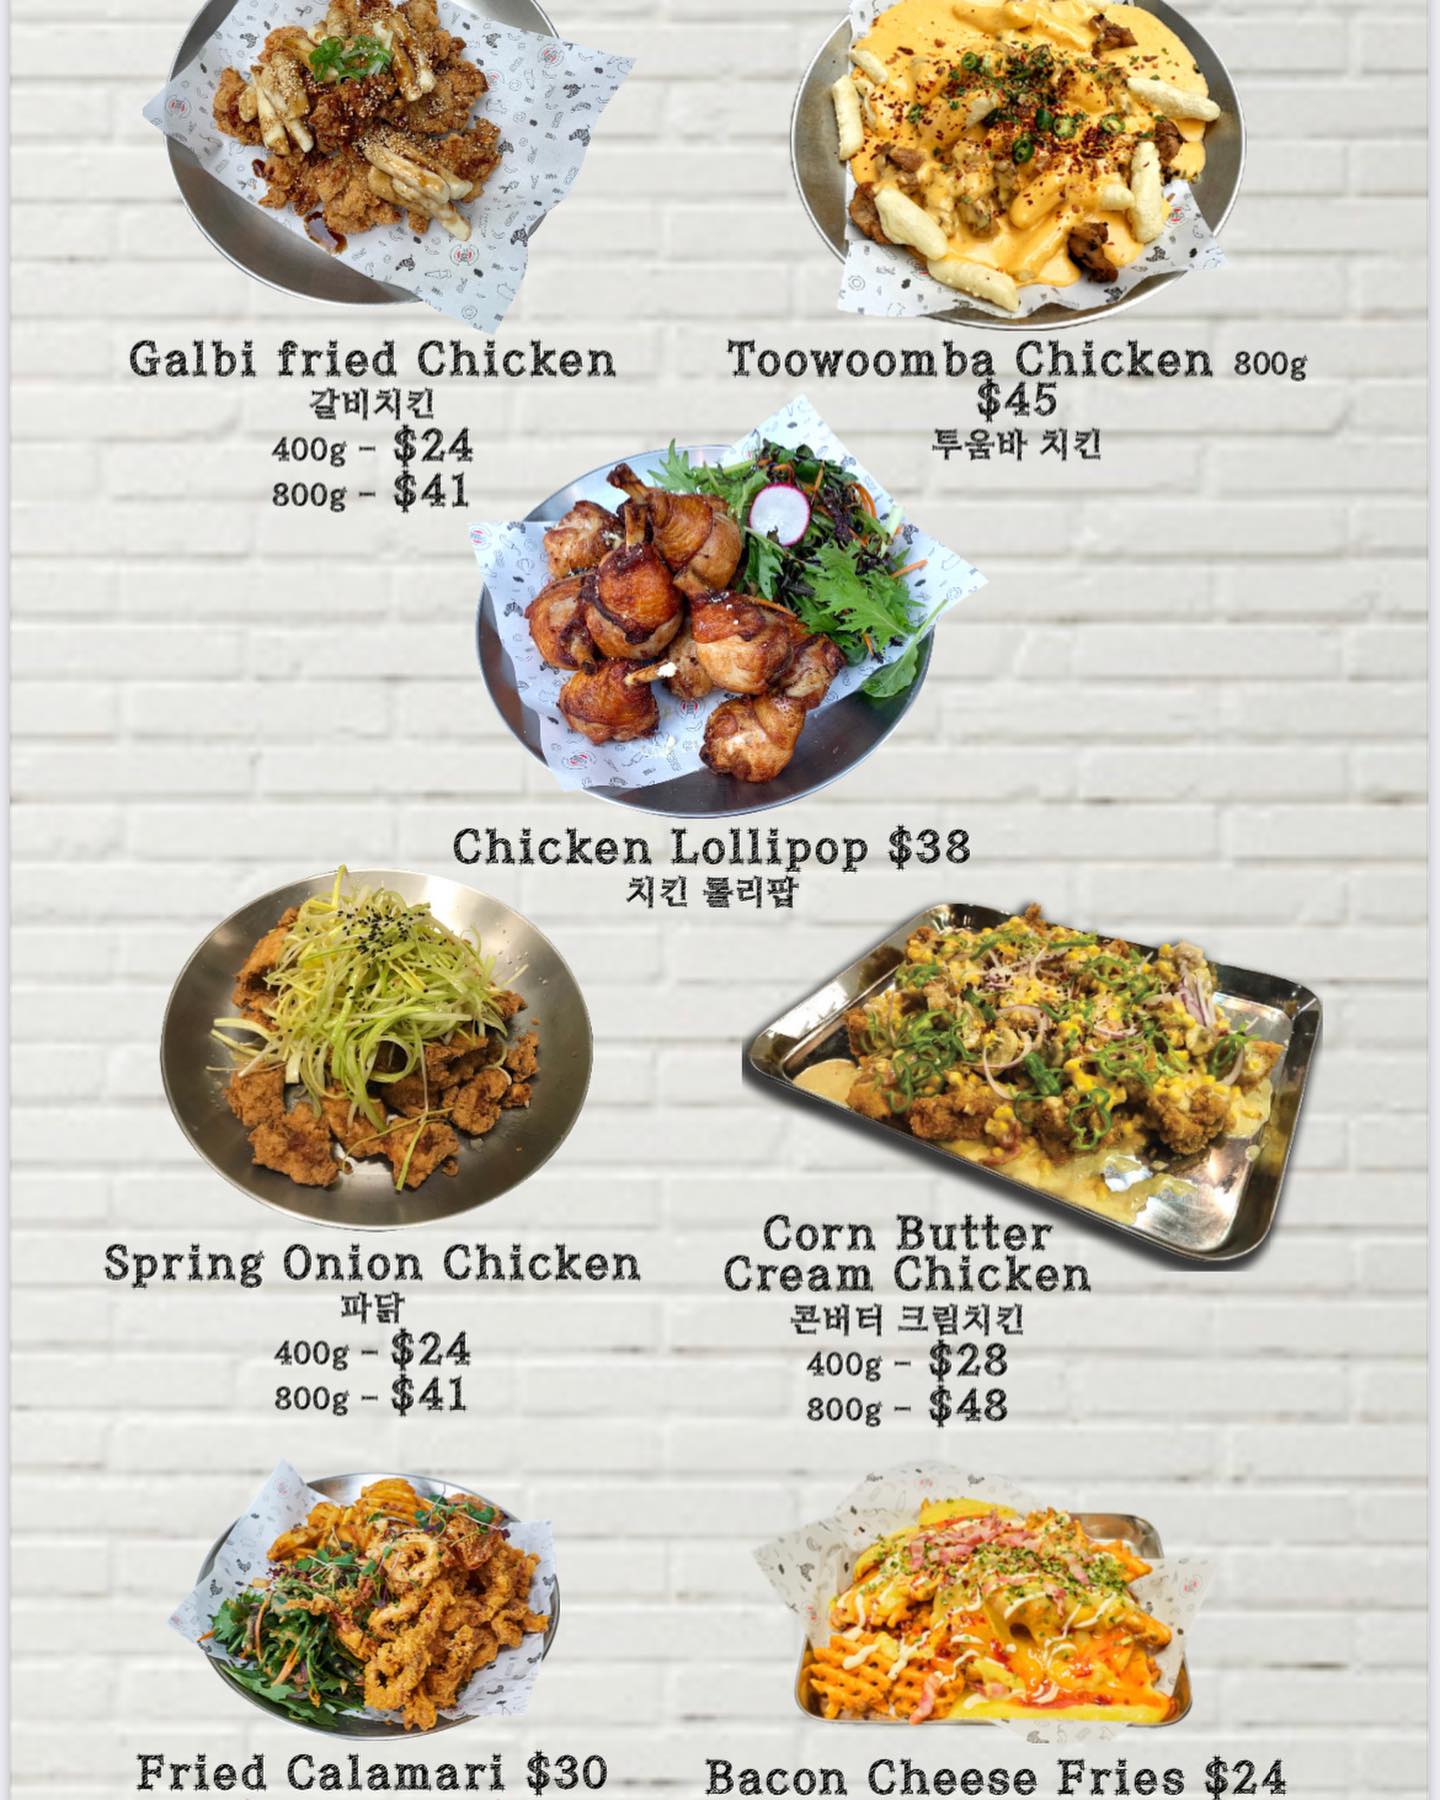 Galbi fried Chicken
갈비치킨
400g - $24
800g - $41
Toowoomba Chicken 800g
$45
투움바 치킨
Chicken Lollipop $38
치킨 롤리팝
Spring Onion Chicken
파닭
400g - $24
800g - $41
Corn Butter
Cream Chicken
콘버터 크림치킨
400g - $28
800g - $48
Fried Calamari $30
Bacon Cheese Fries $24